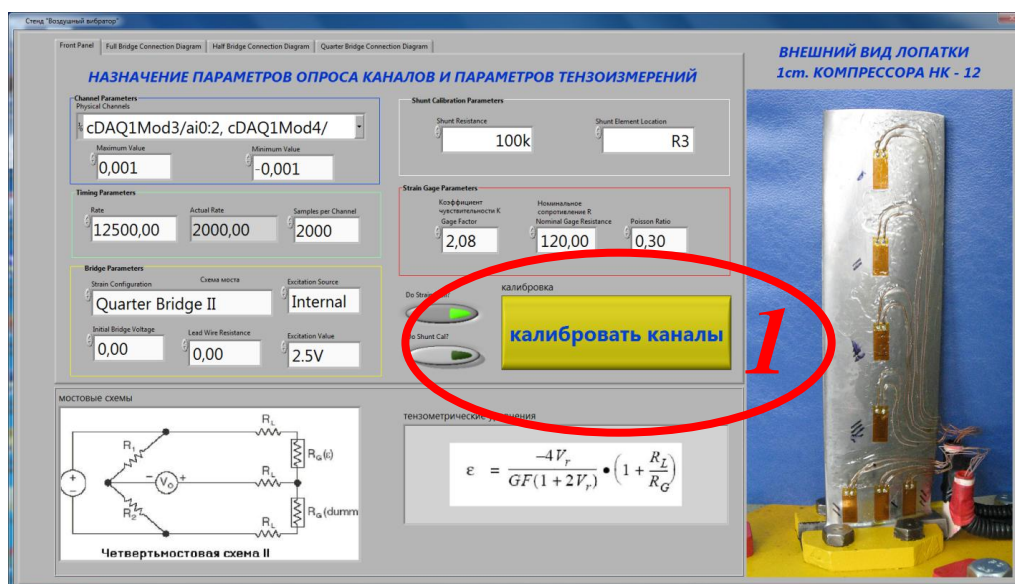 Стенд "Воздушный вибратор"
Front Panel
Full Bridge Connection Diagram
Half Bridge Connection Diagram
Quarter Bridge Connection Diagram
НАЗНАЧЕНИЕ ПАРАМЕТРОВ ОПРОСА КАНАЛОВ И ПАРАМЕТРОВ ТЕНЗОИЗМЕРЕНИЙ
Channel Parameters
Physical Channels
cDAQ1Mod3/ai0:2, cDAQ1Mod4/
Maximum Value
Minimum Value
0,001
-0,001
Timing Parameters
Rate
Actual Rate
Samples per Channel
12500,00
2000,00
2000
Bridge Parameters
Strain Configuration
Схема моста
Excitation Source
Quarter Bridge II
Internal
Initial Bridge Voltage
Lead Wire Resistance
Excitation Value
0,00
0,00
2.5V
Shunt Calibration Parameters
Shunt Resistance
Shunt Element Location
100k
R3
Strain Gage Parameters
Коэффициент
чувствительности К
Gage Factor
Номинальное
сопротивление R
Nominal Gage Resistance
Poisson Ratio
2,08
120,00
0,30
Do Strain
калибровка
Do Shunt Cal?
калибровать каналы
1
ВНЕШНИЙ ВИД ЛОПАТКИ
1ст. КОМПРЕССОРА НК - 12
мостовые схемы
R1
R2
RL
RL
RL
RG(ε)
RG(dumm
+
−
− VO +
Четвертьмостовая схема II
тензометрические уравнения
ε = −4Vr / GF(1 + 2Vr) • (1 + RL / RG)